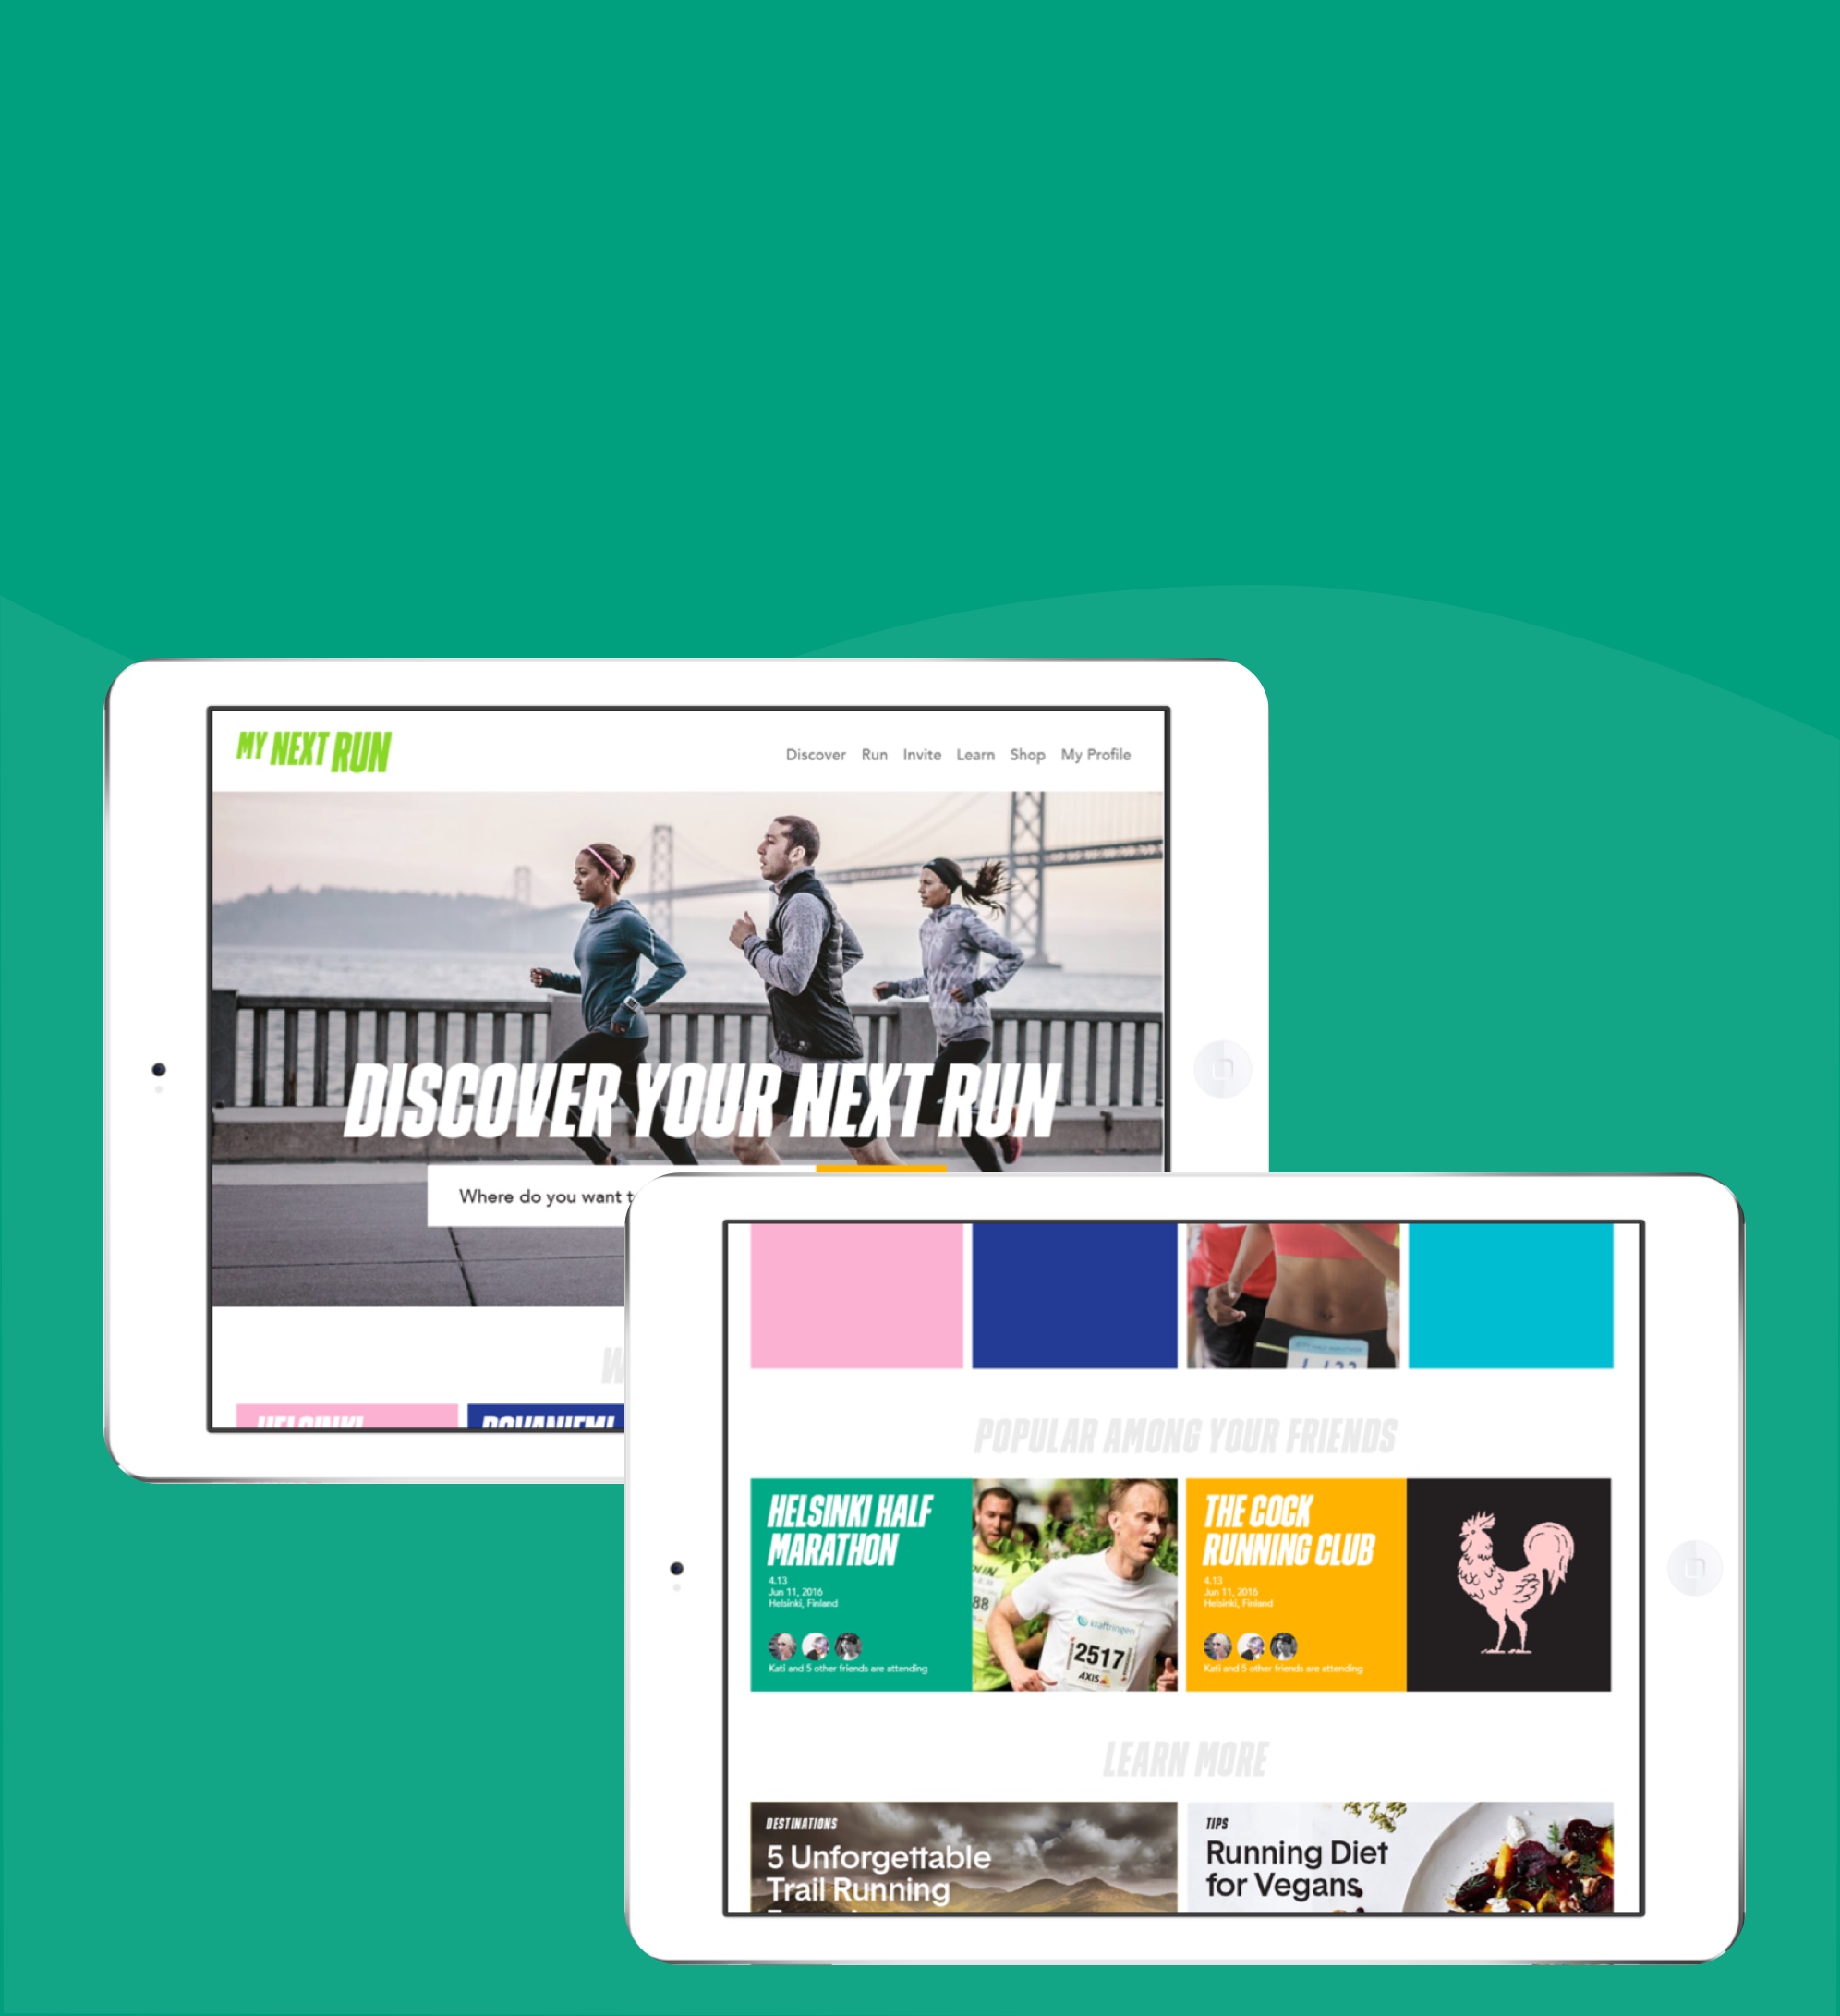 MY NEXT RUN
Discover Run Invite Learn Shop My Profile
DISCOVER YOUR NEXT RUN
Where do you want
HELSINKI
ROVANIEMI
POPULAR AMONG YOUR FRIENDS
HELSINKI HALF
MARATHON
4.13
Jun 11, 2016
Helsinki, Finland
Kati and 5 other friends are attending
88
kraftringen
2517
AXIS
THE COCK
RUNNING CLUB
4.13
Jun 11, 2016
Helsinki, Finland
Kati and 5 other friends are attending
LEARN MORE
DESTINATIONS
5 Unforgettable
Trail Running
TIPS
Running Diet
for Vegans